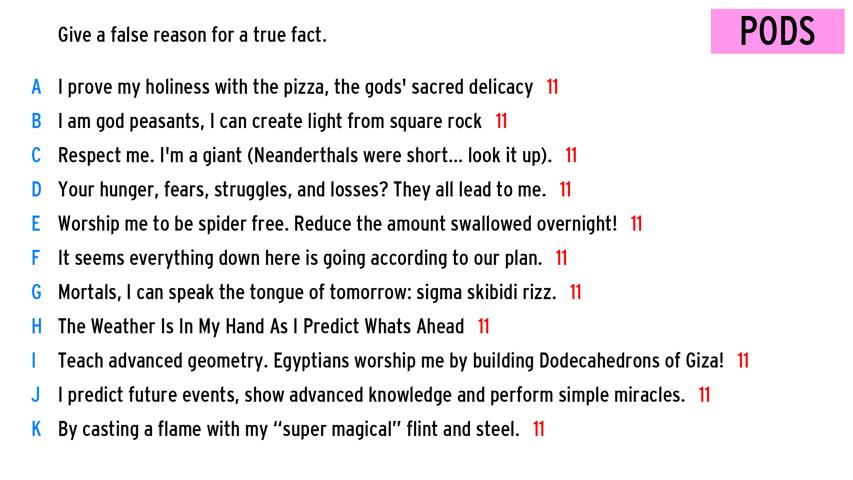 Give a false reason for a true fact.
PODS
A I prove my holiness with the pizza, the gods' sacred delicacy 11
B I am god peasants, I can create light from square rock 11
C Respect me. I'm a giant (Neanderthals were short... look it up). 11
D Your hunger, fears, struggles, and losses? They all lead to me. 11
E Worship me to be spider free. Reduce the amount swallowed overnight! 11
F It seems everything down here is going according to our plan. 11
G Mortals, I can speak the tongue of tomorrow: sigma skibidi rizz. 11
H The Weather Is In My Hand As I Predict Whats Ahead 11
I Teach advanced geometry. Egyptians worship me by building Dodecahedrons of Giza! 11
J I predict future events, show advanced knowledge and perform simple miracles. 11
K By casting a flame with my “super magical” flint and steel. 11